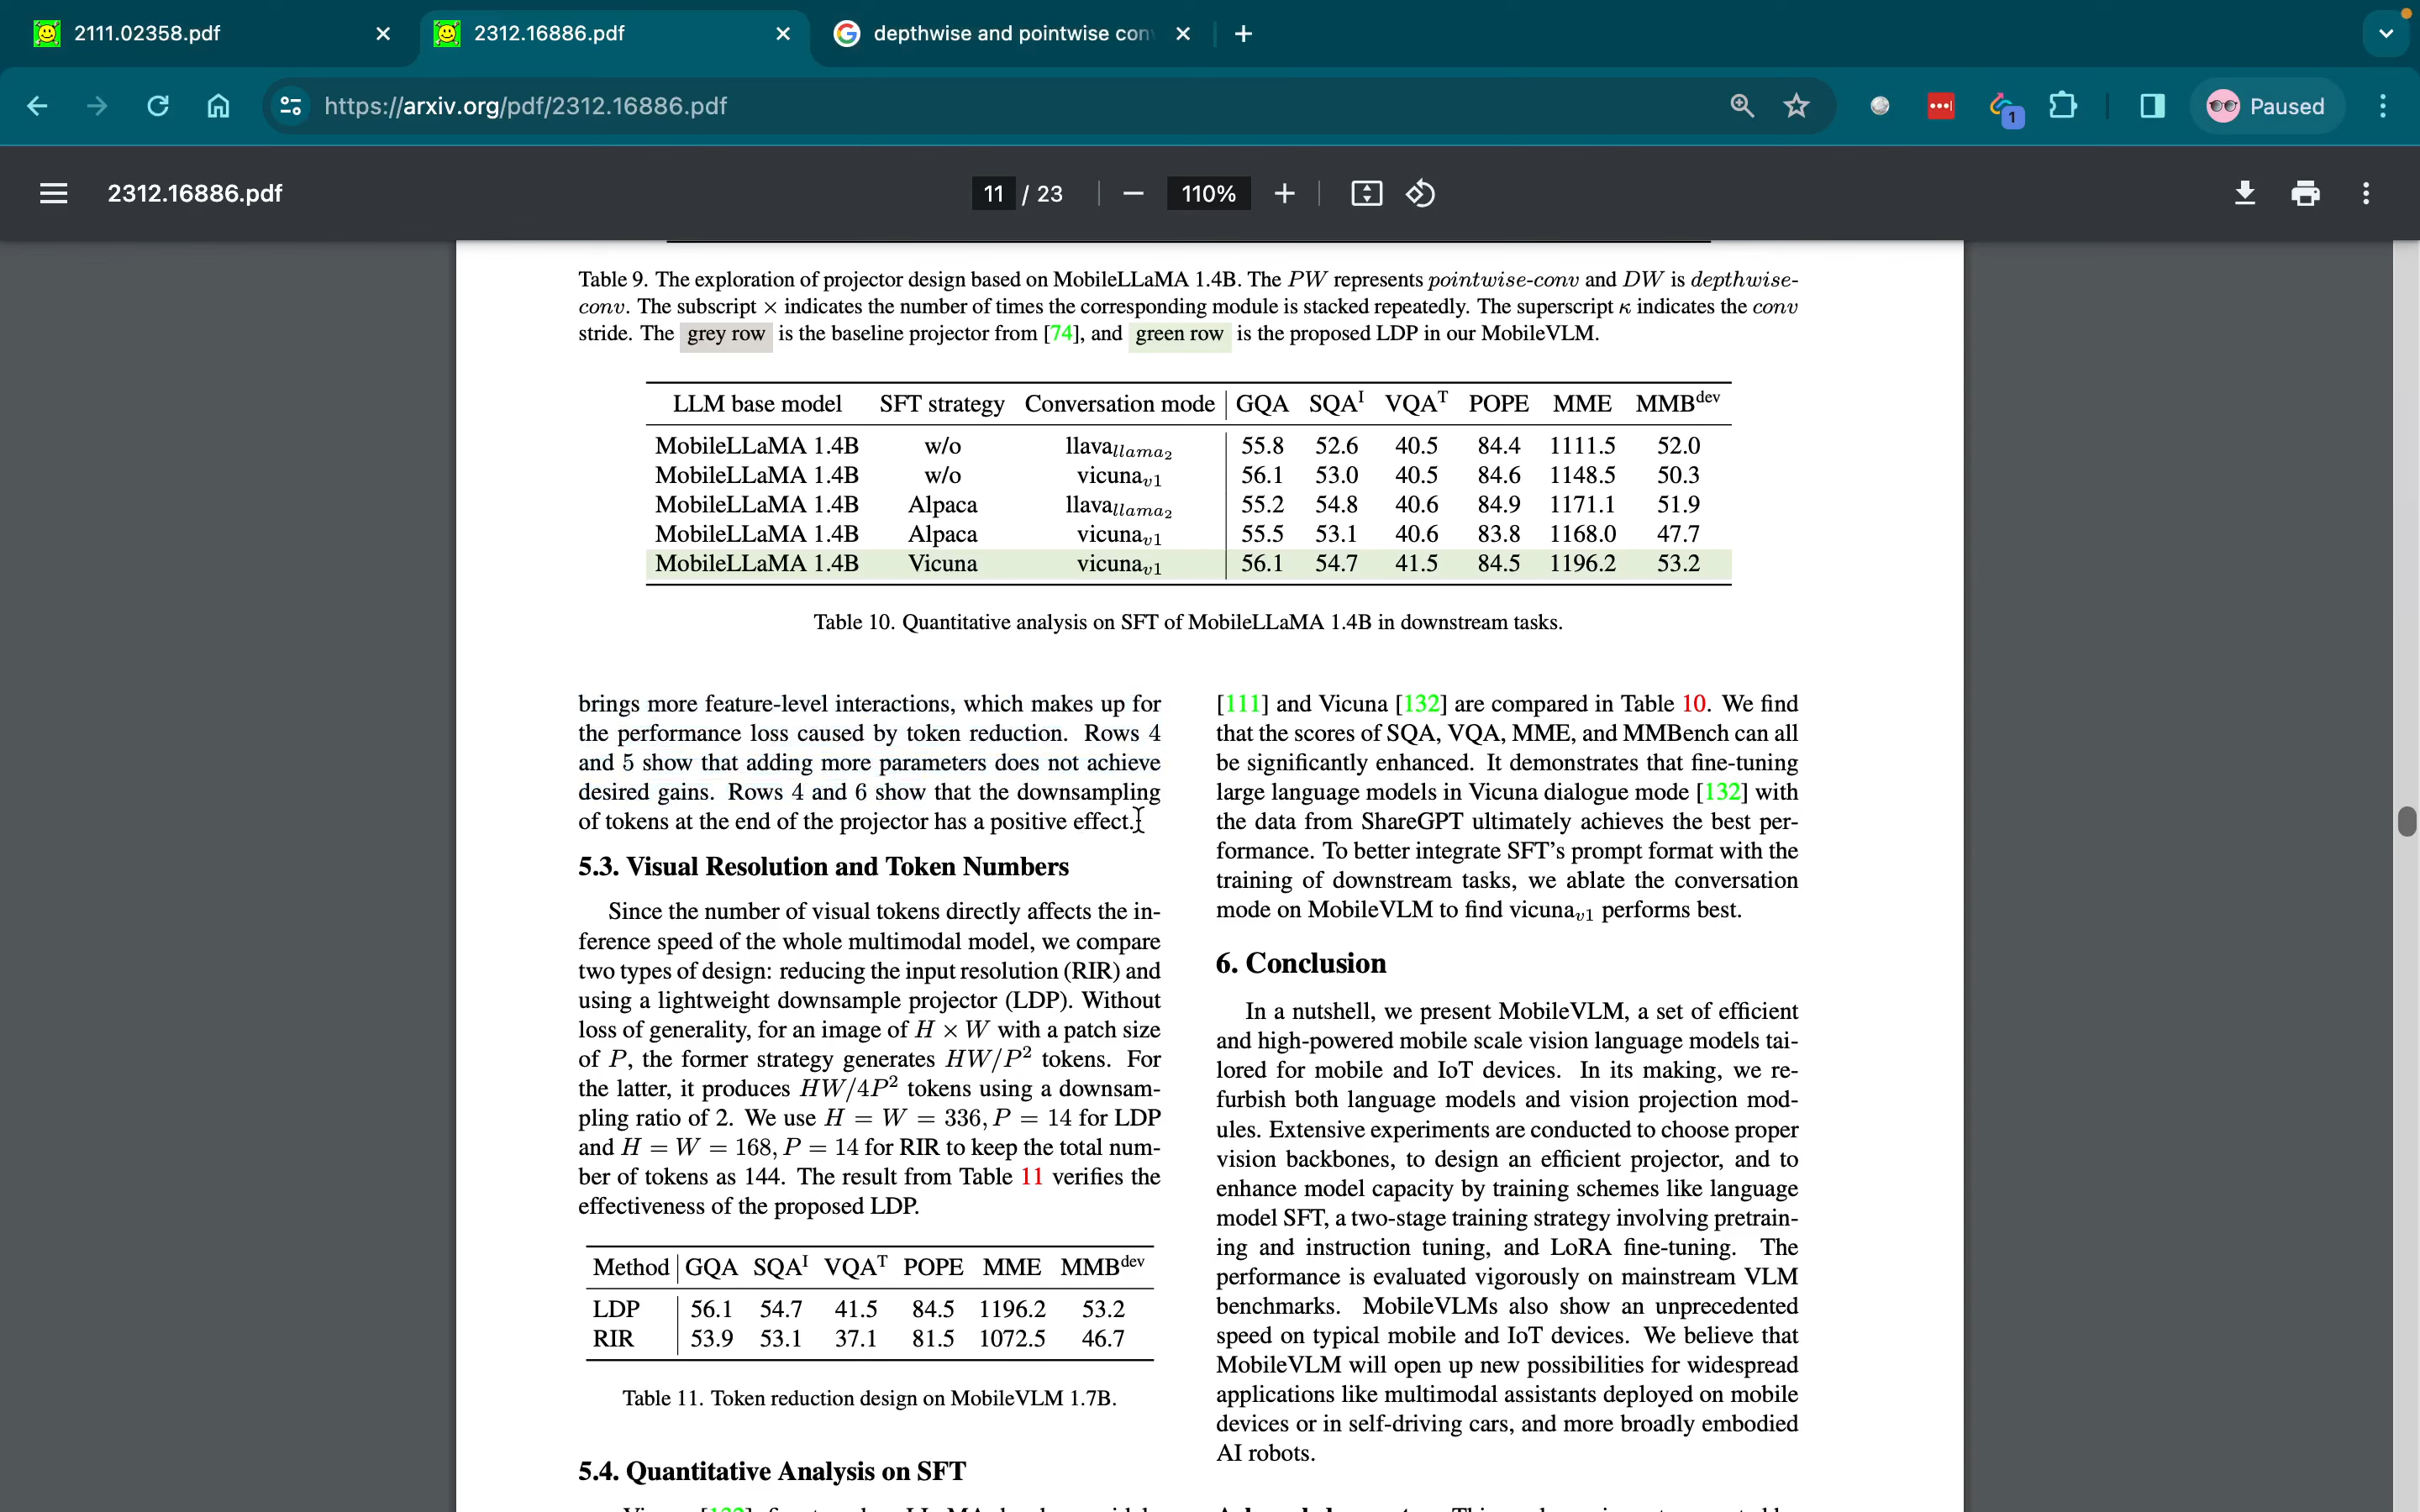 2111.02358.pdf
2312.16886.pdf
depthwise and pointwise con
https://arxiv.org/pdf/2312.16886.pdf
1
Paused
2312.16886.pdf
11 / 23
110%
Table 9. The exploration of projector design based on MobileLLaMA 1.4B. The PW represents pointwise-conv and DW is depthwise-
conv. The subscript × indicates the number of times the corresponding module is stacked repeatedly. The superscript κ indicates the conv
stride. The grey row is the baseline projector from [74], and green row is the proposed LDP in our MobileVLM.
LLM base model SFT strategy Conversation mode GQA SQA^I VQA^T POPE MME MMB^dev
MobileLLaMA 1.4B w/o llava_llama2 55.8 52.6 40.5 84.4 1111.5 52.0
MobileLLaMA 1.4B w/o vicuna_v1 56.1 53.0 40.5 84.6 1148.5 50.3
MobileLLaMA 1.4B Alpaca llava_llama2 55.2 54.8 40.6 84.9 1171.1 51.9
MobileLLaMA 1.4B Alpaca vicuna_v1 55.5 53.1 40.6 83.8 1168.0 47.7
MobileLLaMA 1.4B Vicuna vicuna_v1 56.1 54.7 41.5 84.5 1196.2 53.2
Table 10. Quantitative analysis on SFT of MobileLLaMA 1.4B in downstream tasks.
brings more feature-level interactions, which makes up for
the performance loss caused by token reduction. Rows 4
and 5 show that adding more parameters does not achieve
desired gains. Rows 4 and 6 show that the downsampling
of tokens at the end of the projector has a positive effect.
5.3. Visual Resolution and Token Numbers
Since the number of visual tokens directly affects the in-
ference speed of the whole multimodal model, we compare
two types of design: reducing the input resolution (RIR) and
using a lightweight downsample projector (LDP). Without
loss of generality, for an image of H × W with a patch size
of P, the former strategy generates HW/P² tokens. For
the latter, it produces HW/4P² tokens using a downsam-
pling ratio of 2. We use H = W = 336, P = 14 for LDP
and H = W = 168, P = 14 for RIR to keep the total num-
ber of tokens as 144. The result from Table 11 verifies the
effectiveness of the proposed LDP.
Method GQA SQA^I VQA^T POPE MME MMB^dev
LDP 56.1 54.7 41.5 84.5 1196.2 53.2
RIR 53.9 53.1 37.1 81.5 1072.5 46.7
Table 11. Token reduction design on MobileVLM 1.7B.
5.4. Quantitative Analysis on SFT
[111] and Vicuna [132] are compared in Table 10. We find
that the scores of SQA, VQA, MME, and MMBench can all
be significantly enhanced. It demonstrates that fine-tuning
large language models in Vicuna dialogue mode [132] with
the data from ShareGPT ultimately achieves the best per-
formance. To better integrate SFT's prompt format with the
training of downstream tasks, we ablate the conversation
mode on MobileVLM to find vicuna_v1 performs best.
6. Conclusion
In a nutshell, we present MobileVLM, a set of efficient
and high-powered mobile scale vision language models tai-
lored for mobile and IoT devices. In its making, we re-
furbish both language models and vision projection mod-
ules. Extensive experiments are conducted to choose proper
vision backbones, to design an efficient projector, and to
enhance model capacity by training schemes like language
model SFT, a two-stage training strategy involving pretrain-
ing and instruction tuning, and LoRA fine-tuning. The
performance is evaluated vigorously on mainstream VLM
benchmarks. MobileVLMs also show an unprecedented
speed on typical mobile and IoT devices. We believe that
MobileVLM will open up new possibilities for widespread
applications like multimodal assistants deployed on mobile
devices or in self-driving cars, and more broadly embodied
AI robots.